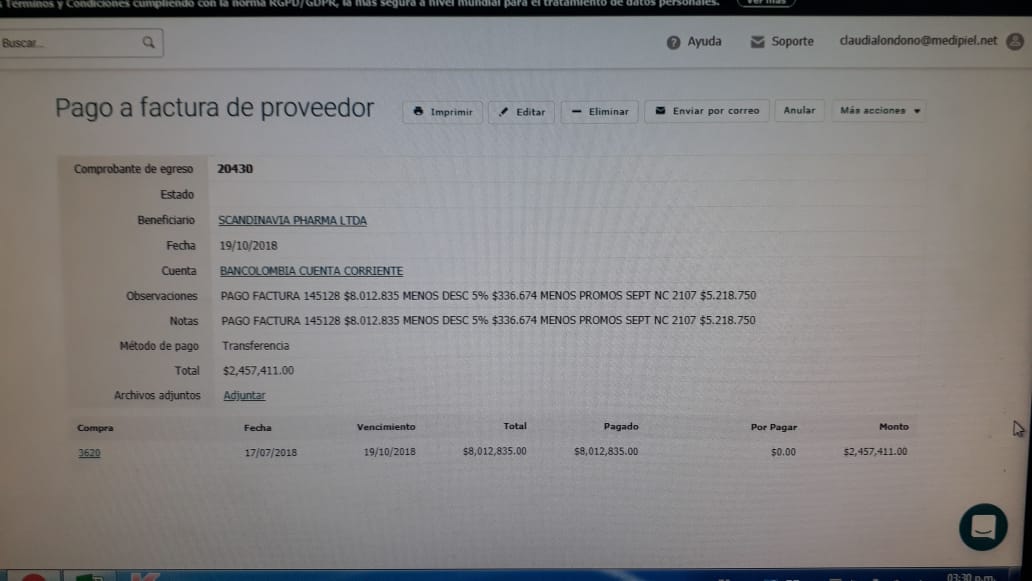 Términos y Condiciones cumpliendo con la norma RGPD/GDPR, la más segura a nivel mundial para el tratamiento de datos personales. Ver más
Buscar... Ayuda Soporte claudialondono@medipiel.net
Pago a factura de proveedor Imprimir Editar Eliminar Enviar por correo Anular Más acciones
Comprobante de egreso 20430
Estado
Beneficiario SCANDINAVIA PHARMA LTDA
Fecha 19/10/2018
Cuenta BANCOLOMBIA CUENTA CORRIENTE
Observaciones PAGO FACTURA 145128 $8.012.835 MENOS DESC 5% $336.674 MENOS PROMOS SEPT NC 2107 $5.218.750
Notas PAGO FACTURA 145128 $8.012.835 MENOS DESC 5% $336.674 MENOS PROMOS SEPT NC 2107 $5.218.750
Método de pago Transferencia
Total $2,457,411.00
Archivos adjuntos Adjuntar
Compra Fecha Vencimiento Total Pagado Por Pagar Monto
3620 17/07/2018 19/10/2018 $8,012,835.00 $8,012,835.00 $0.00 $2,457,411.00
03:30 p.m.